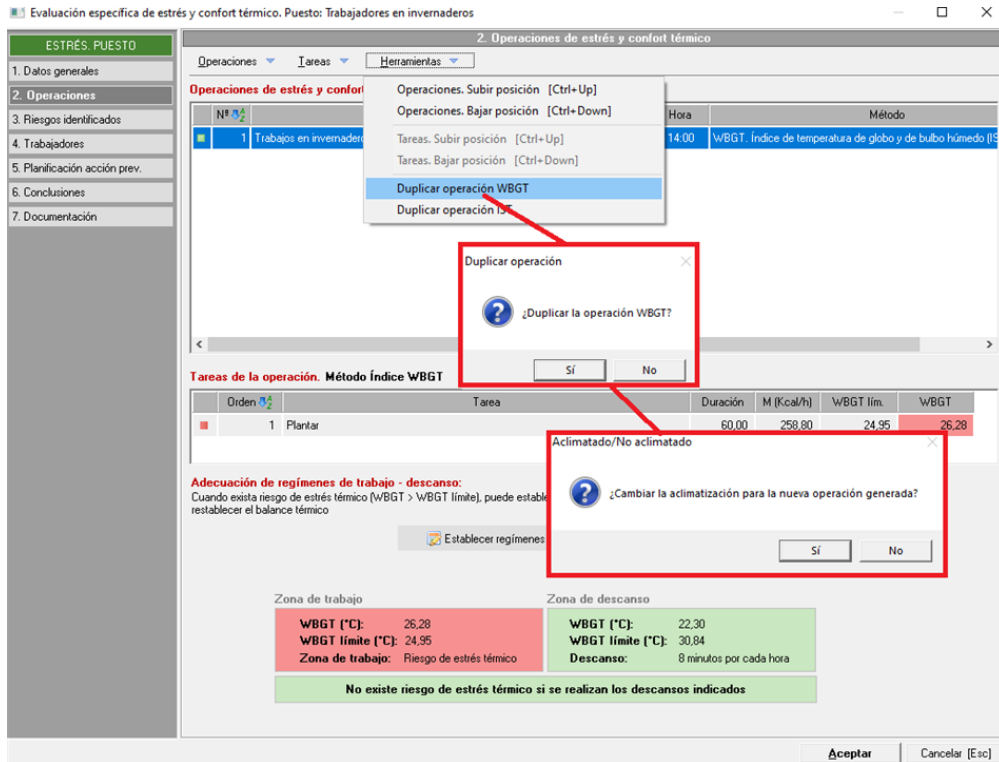 Evaluación específica de estrés y confort térmico. Puesto: Trabajadores en invernaderos
ESTRÉS. PUESTO
1. Datos generales
2. Operaciones
3. Riesgos identificados
4. Trabajadores
5. Planificación acción prev.
6. Conclusiones
7. Documentación
2. Operaciones de estrés y confort térmico
Operaciones Tareas Herramientas
Operaciones de estrés y confort
Operaciones. Subir posición [Ctrl+Up]
Operaciones. Bajar posición [Ctrl+Down]
Tareas. Subir posición [Ctrl+Up]
Tareas. Bajar posición [Ctrl+Down]
Duplicar operación WBGT
Duplicar operación IST
Nº Hora Método
1 Trabajos en invernadero 14:00 WBGT. Índice de temperatura de globo y de bulbo húmedo (IS
Duplicar operación
¿Duplicar la operación WBGT?
Sí No
Tareas de la operación. Método Índice WBGT
Orden Tarea Duración M (Kcal/h) WBGT lím. WBGT
1 Plantar 60,00 258,80 24,95 26,28
Aclimatado/No aclimatado
¿Cambiar la aclimatización para la nueva operación generada?
Sí No
Adecuación de regímenes de trabajo - descanso:
Cuando exista riesgo de estrés térmico (WBGT > WBGT límite), puede estable
restablecer el balance térmico
Establecer regímenes
Zona de trabajo
WBGT (°C): 26,28
WBGT límite (°C): 24,95
Zona de trabajo: Riesgo de estrés térmico
Zona de descanso
WBGT (°C): 22,30
WBGT límite (°C): 30,84
Descanso: 8 minutos por cada hora
No existe riesgo de estrés térmico si se realizan los descansos indicados
Aceptar Cancelar [Esc]